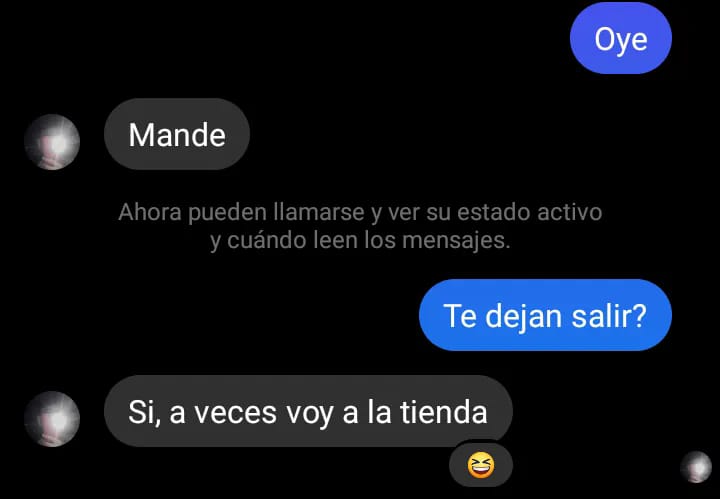 Oye
Mande
Ahora pueden llamarse y ver su estado activo
y cuándo leen los mensajes.
Te dejan salir?
Si, a veces voy a la tienda